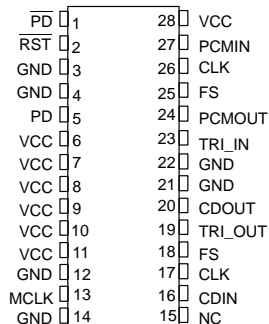 P̅D̅ 1 28 VCC
R̅S̅T̅ 2 27 PCMIN
GND 3 26 CLK
GND 4 25 FS
PD 5 24 PCMOUT
VCC 6 23 TRI_IN
VCC 7 22 GND
VCC 8 21 GND
VCC 9 20 CDOUT
VCC 10 19 TRI_OUT
VCC 11 18 FS
GND 12 17 CLK
MCLK 13 16 CDIN
GND 14 15 NC